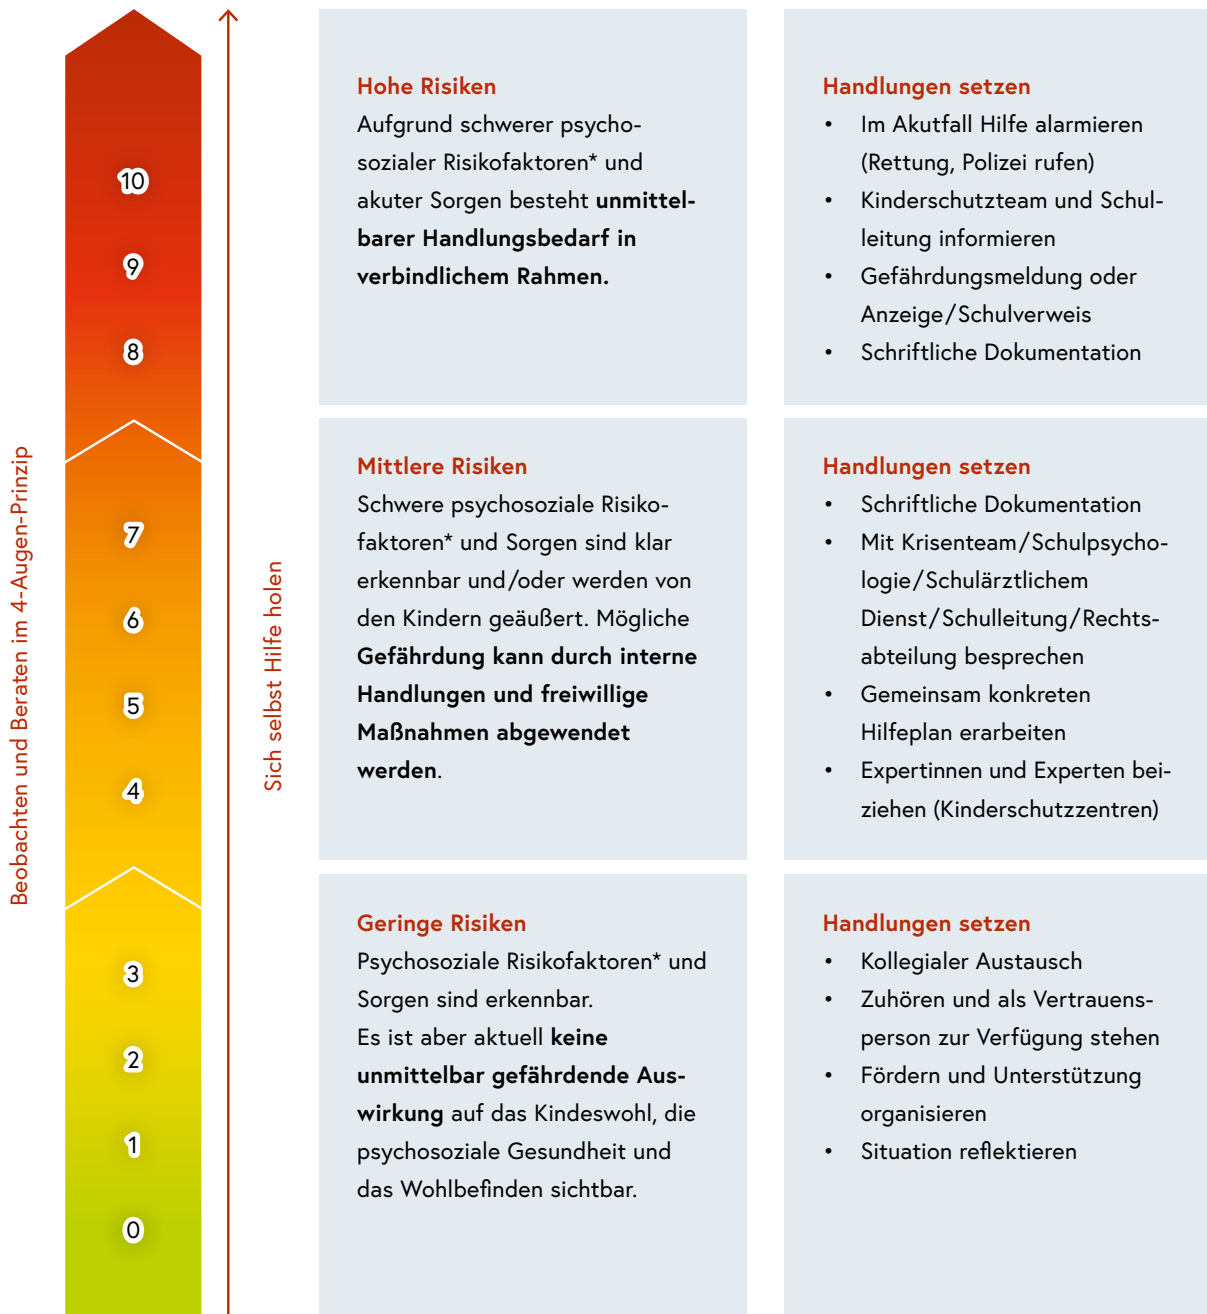 Beobachten und Beraten im 4-Augen-Prinzip
10
9
8
7
6
5
4
3
2
1
0
Sich selbst Hilfe holen
Hohe Risiken
Aufgrund schwerer psycho-
sozialer Risikofaktoren* und
akuter Sorgen besteht unmittel-
barer Handlungsbedarf in
verbindlichem Rahmen.
Handlungen setzen
• Im Akutfall Hilfe alarmieren
(Rettung, Polizei rufen)
• Kinderschutzteam und Schul-
leitung informieren
• Gefährdungsmeldung oder
Anzeige/Schulverweis
• Schriftliche Dokumentation
Mittlere Risiken
Schwere psychosoziale Risiko-
faktoren* und Sorgen sind klar
erkennbar und/oder werden von
den Kindern geäußert. Mögliche
Gefährdung kann durch interne
Handlungen und freiwillige
Maßnahmen abgewendet
werden.
Handlungen setzen
• Schriftliche Dokumentation
• Mit Krisenteam/Schulpsycho-
logie/Schulärztlichem
Dienst/Schulleitung/Rechts-
abteilung besprechen
• Gemeinsam konkreten
Hilfeplan erarbeiten
• Expertinnen und Experten bei-
ziehen (Kinderschutzzentren)
Geringe Risiken
Psychosoziale Risikofaktoren* und
Sorgen sind erkennbar.
Es ist aber aktuell keine
unmittelbar gefährdende Aus-
wirkung auf das Kindeswohl, die
psychosoziale Gesundheit und
das Wohlbefinden sichtbar.
Handlungen setzen
• Kollegialer Austausch
• Zuhören und als Vertrauens-
person zur Verfügung stehen
• Fördern und Unterstützung
organisieren
• Situation reflektieren